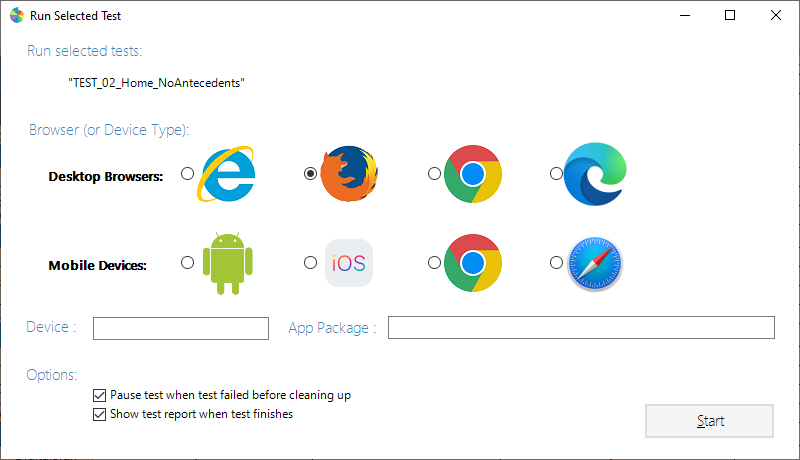 Run Selected Test
Run selected tests:
"TEST_02_Home_NoAntecedents"
Browser (or Device Type):
Desktop Browsers:
Mobile Devices:
iOS
Device :
App Package :
Options:
Pause test when test failed before cleaning up
Show test report when test finishes
Start